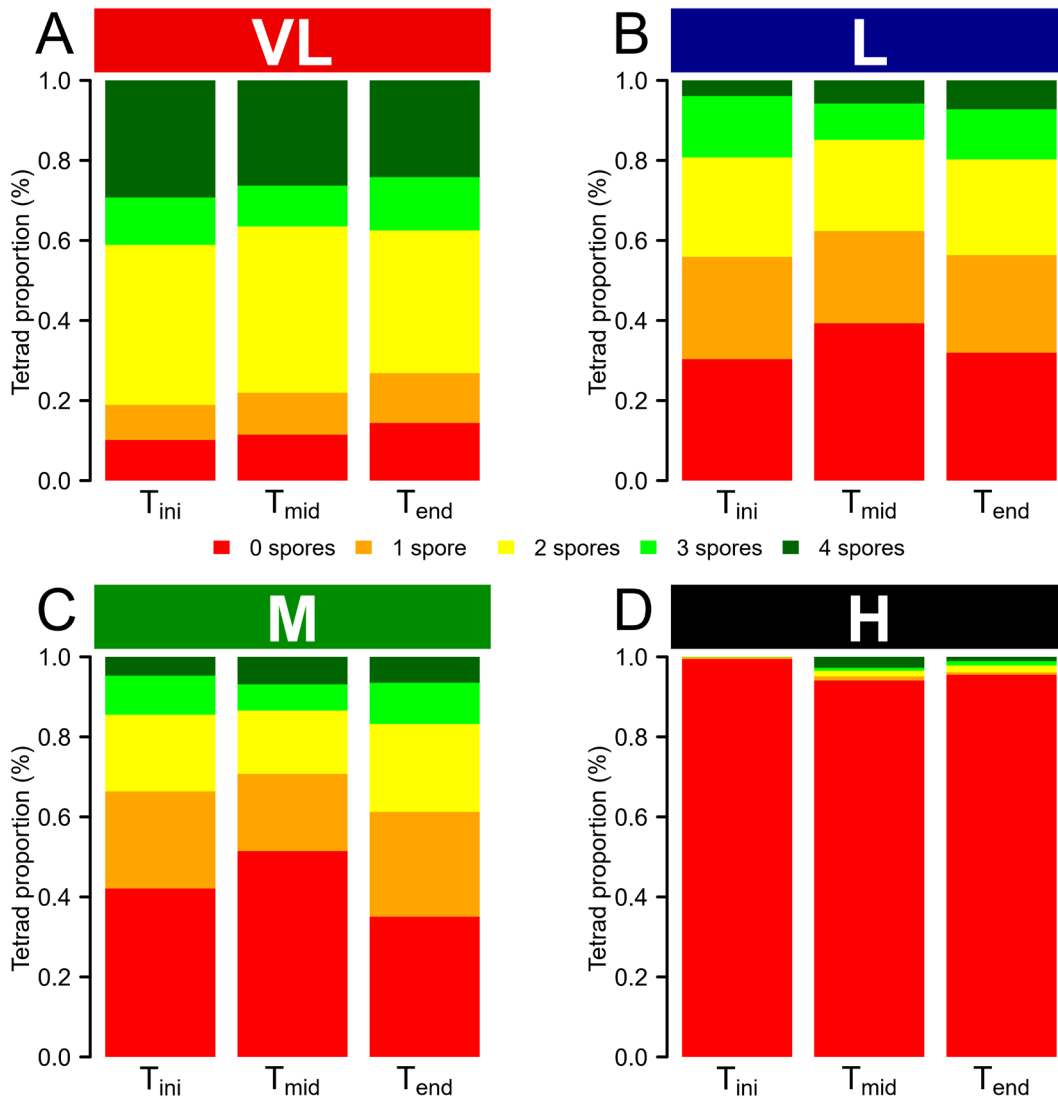 A VL
Tetrad proportion (%)
1.0
0.8
0.6
0.4
0.2
0.0
Tini Tmid Tend
B L
Tetrad proportion (%)
1.0
0.8
0.6
0.4
0.2
0.0
Tini Tmid Tend
0 spores 1 spore 2 spores 3 spores 4 spores
C M
Tetrad proportion (%)
1.0
0.8
0.6
0.4
0.2
0.0
Tini Tmid Tend
D H
Tetrad proportion (%)
1.0
0.8
0.6
0.4
0.2
0.0
Tini Tmid Tend